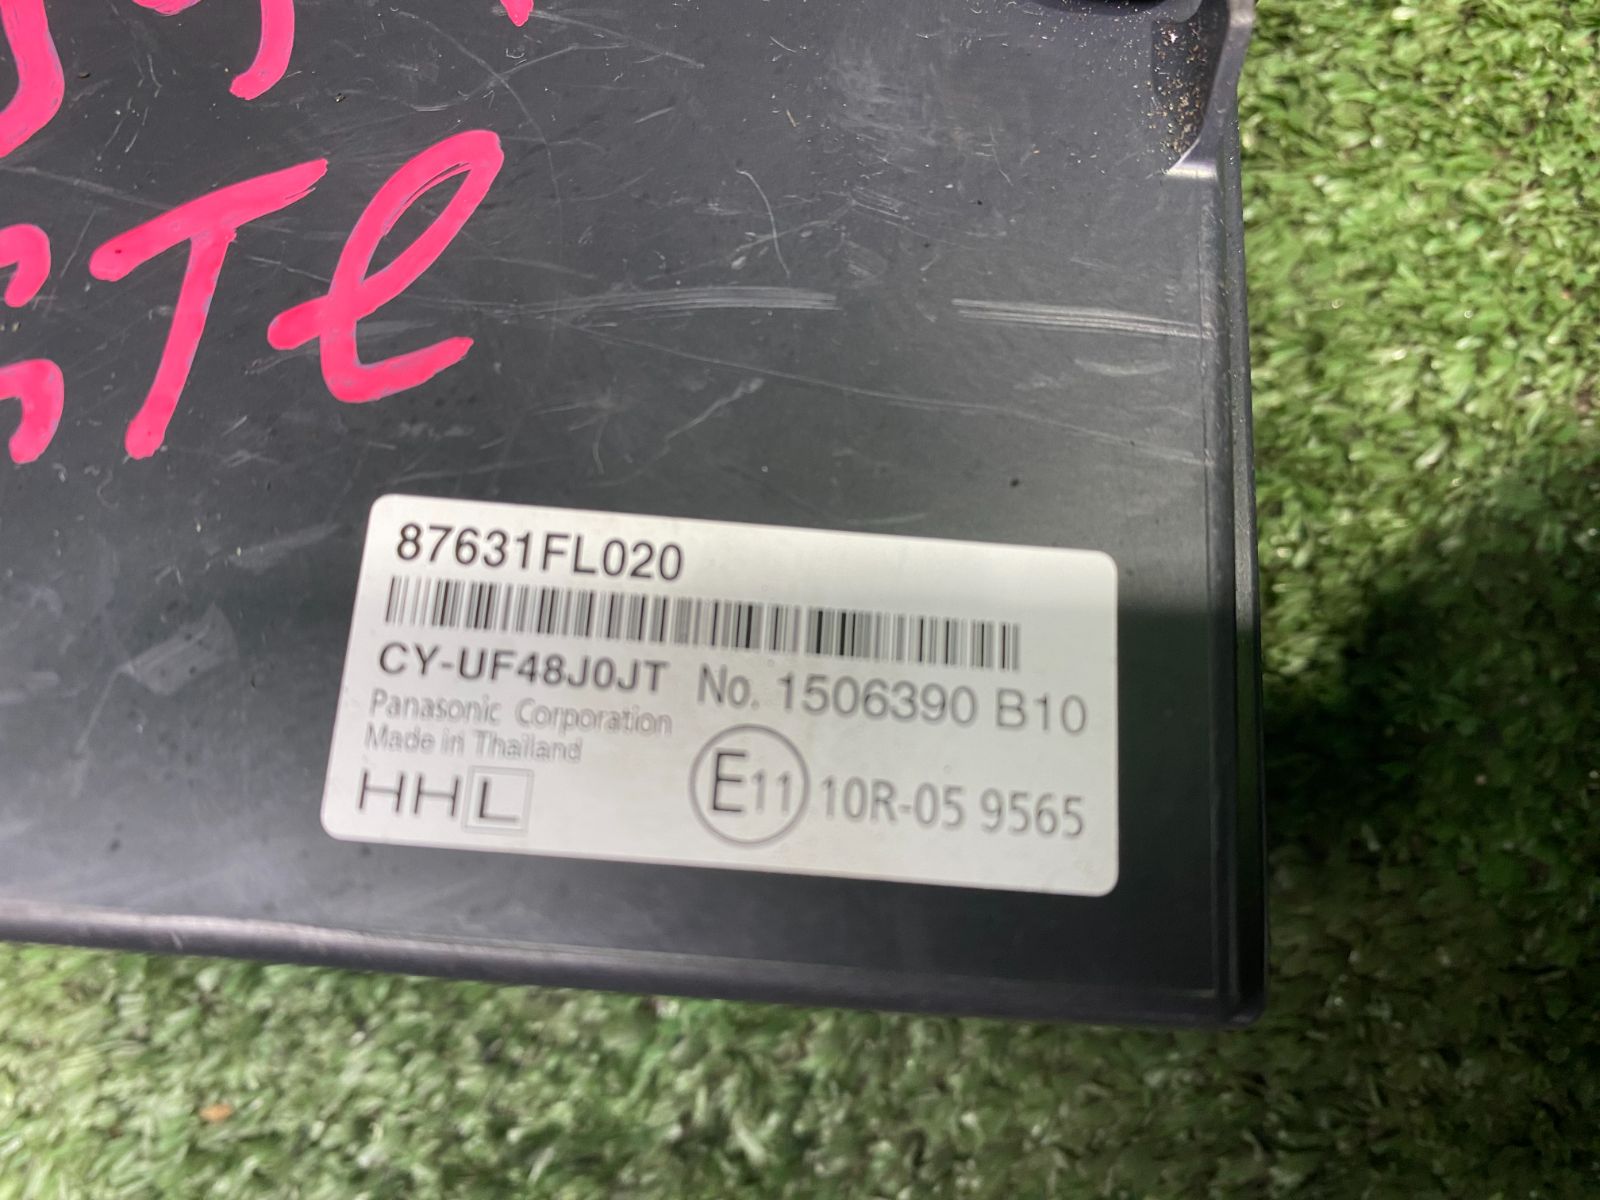 87631FL020
CY-UF48J0JT No. 1506390 B10
Panasonic Corporation
Made in Thailand
HHL E11 10R-05 9565